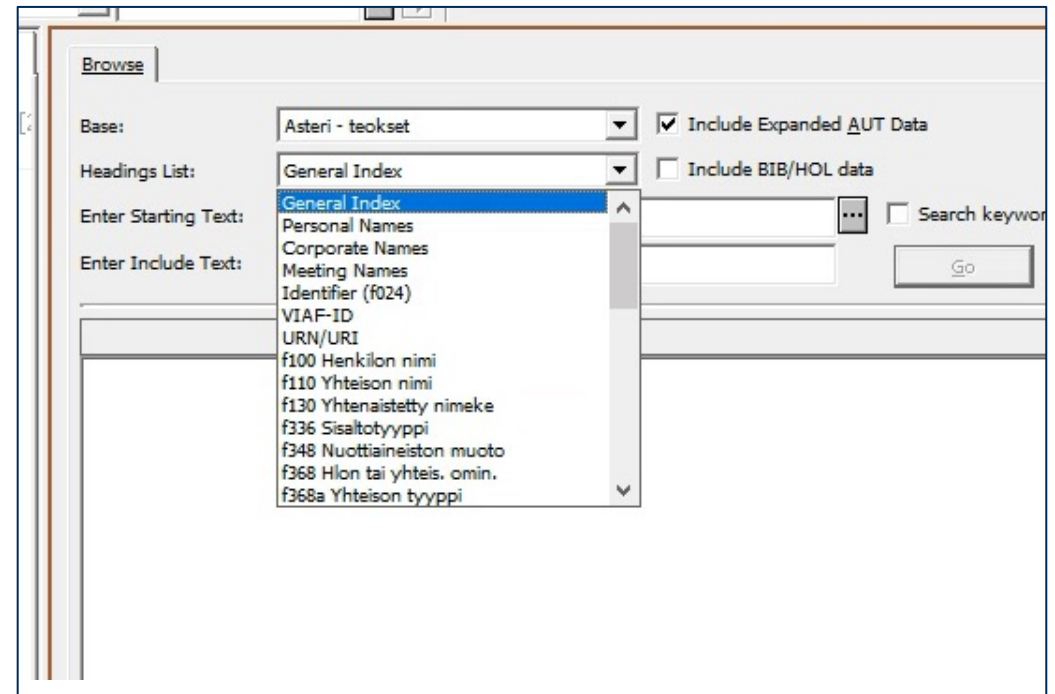 Browse
Base: Asteri - teokset Include Expanded AUT Data
Headings List: General Index Include BIB/HOL data
Enter Starting Text: ... Search keywor
Enter Include Text: Go
General Index
Personal Names
Corporate Names
Meeting Names
Identifier (f024)
VIAF-ID
URN/URI
f100 Henkilon nimi
f110 Yhteison nimi
f130 Yhtenaistetty nimeke
f336 Sisaltotyyppi
f348 Nuottiaineiston muoto
f368 Hlon tai yhteis. omin.
f368a Yhteison tyyppi